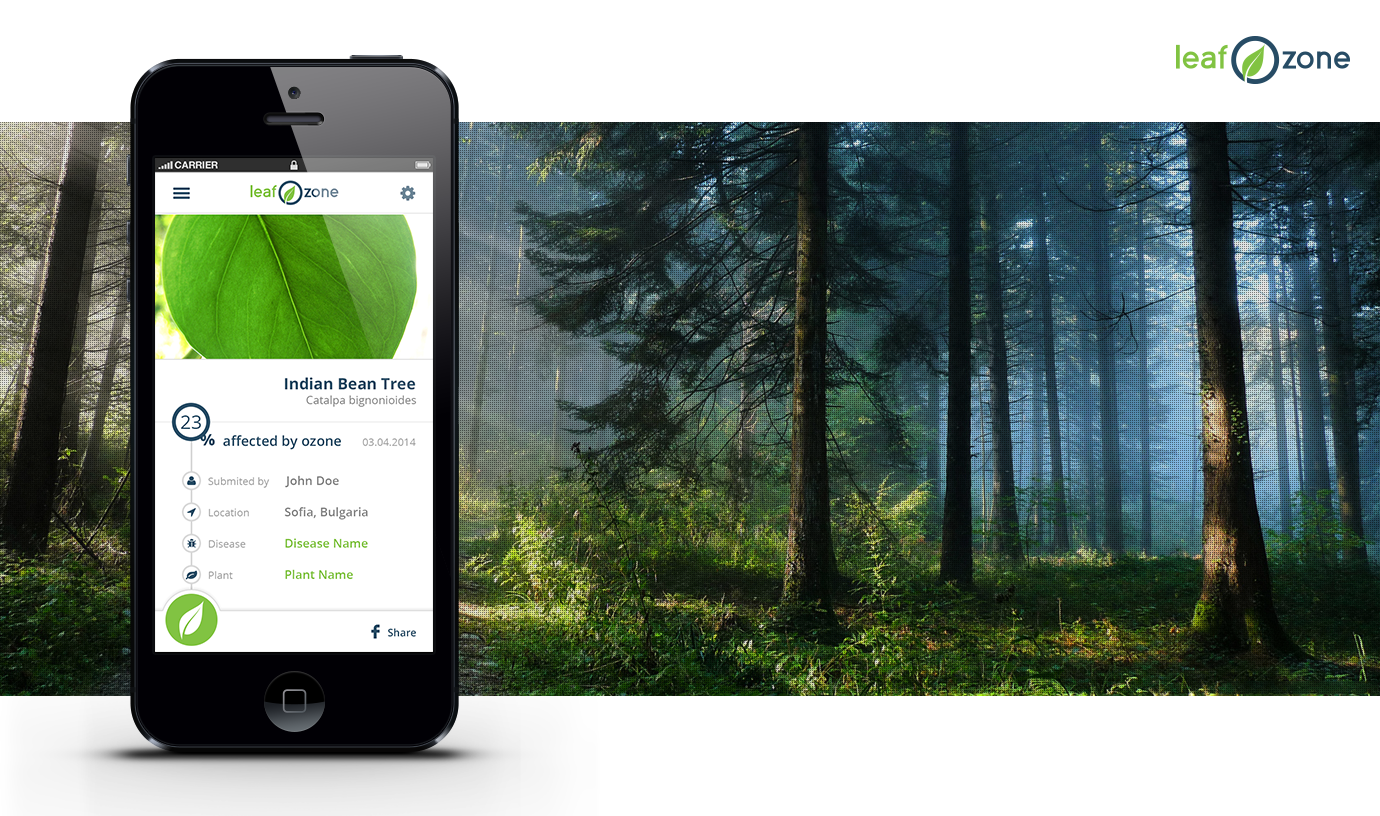 leaf zone
CARRIER
leaf zone
Indian Bean Tree
Catalpa bignonioides
23
% affected by ozone 03.04.2014
Submited by John Doe
Location Sofia, Bulgaria
Disease Disease Name
Plant Plant Name
f Share